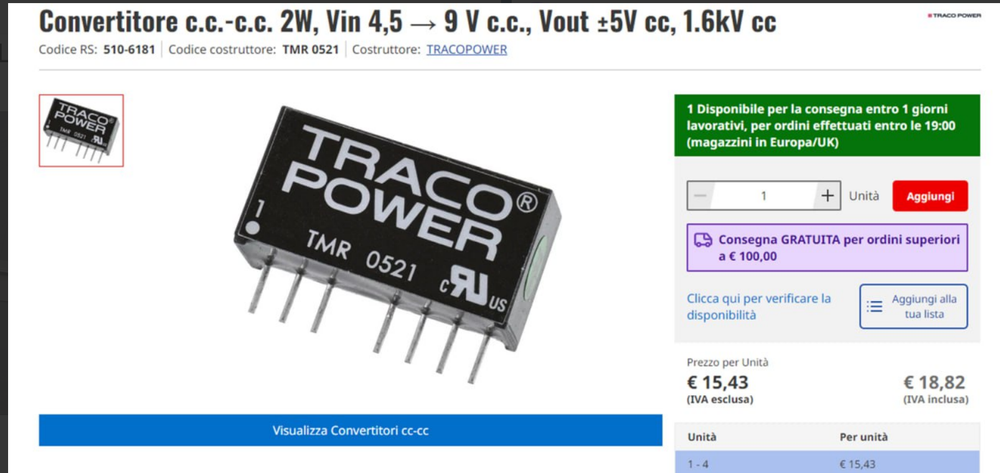 Convertitore c.c.-c.c. 2W, Vin 4,5 → 9 V c.c., Vout ±5V cc, 1.6kV cc
TRACO POWER
Codice RS: 510-6181 | Codice costruttore: TMR 0521 | Costruttore: TRACOPOWER
TRACO
POWER®
TMR 0521
TRACO
POWER®
1
TMR 0521
c RU US
1 Disponibile per la consegna entro 1 giorni
lavorativi, per ordini effettuati entro le 19:00
(magazzini in Europa/UK)
− 1 + Unità Aggiungi
Consegna GRATUITA per ordini superiori
a € 100,00
Clicca qui per verificare la
disponibilità
Aggiungi alla
tua lista
Prezzo per Unità
€ 15,43 € 18,82
(IVA esclusa) (IVA inclusa)
Visualizza Convertitori cc-cc
Unità Per unità
1 - 4 € 15,43